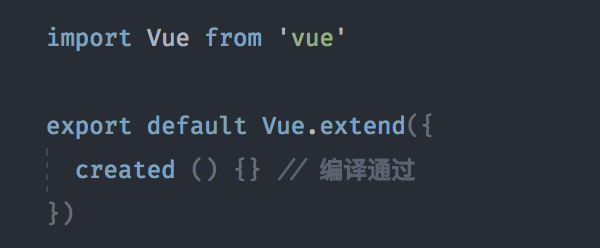 import Vue from 'vue'
export default Vue.extend({
created () {} // 编译通过
})